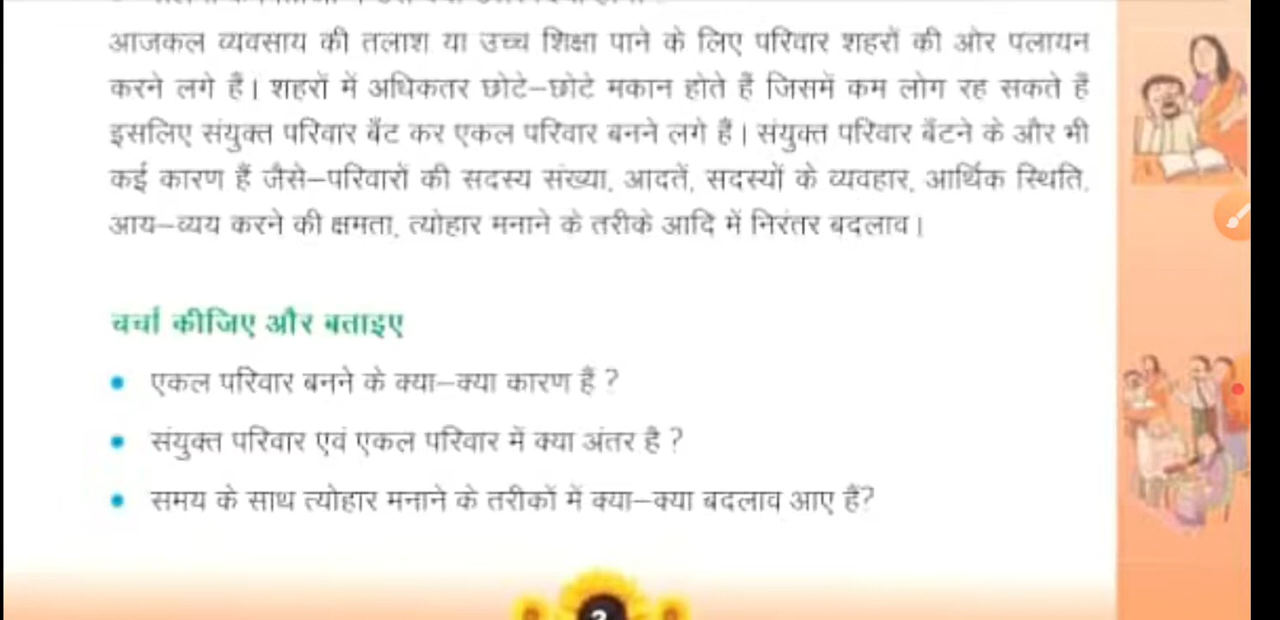 आजकल व्यवसाय की तलाश या उच्च शिक्षा पाने के लिए परिवार शहरों की ओर पलायन
करने लगे हैं। शहरों में अधिकतर छोटे–छोटे मकान होते हैं जिसमें कम लोग रह सकते हैं
इसलिए संयुक्त परिवार बँट कर एकल परिवार बनने लगे हैं। संयुक्त परिवार बँटने के और भी
कई कारण हैं जैसे–परिवारों की सदस्य संख्या, आदतें, सदस्यों के व्यवहार, आर्थिक स्थिति,
आय–व्यय करने की क्षमता, त्योहार मनाने के तरीके आदि में निरंतर बदलाव।
चर्चा कीजिए और बताइए
• एकल परिवार बनने के क्या–क्या कारण हैं ?
• संयुक्त परिवार एवं एकल परिवार में क्या अंतर है ?
• समय के साथ त्योहार मनाने के तरीकों में क्या–क्या बदलाव आए हैं?